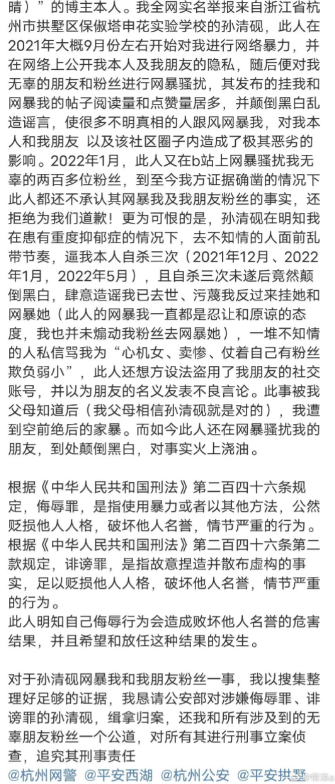 晴）”的博主本人。我全网实名举报来自浙江省杭
州市拱墅区保俶塔申花实验学校的孙清砚，此人在
2021年大概9月份左右开始对我进行网络暴力，并
在网络上公开我本人及我朋友的隐私，随后便对我
无辜的朋友和粉丝进行网暴骚扰，其发布的挂我和
网暴我的帖子阅读量和点赞量居多，并颠倒黑白乱
造谣言，使很多不明真相的人跟风网暴我，对我本
人和我朋友 以及该社区圈子内造成了极其恶劣的
影响。2022年1月，此人又在b站上网暴骚扰我无
辜的两百多位粉丝，到至今我方证据确凿的情况下
此人都还不承认其网暴我及我朋友粉丝的事实，还
拒绝为我们道歉！更为可恨的是，孙清砚在明知我
在患有重度抑郁症的情况下，去不知情的人面前乱
带节奏，逼我本人自杀三次（2021年12月、2022
年1月，2022年5月），且自杀三次未遂后竟然颠
倒黑白，肆意造谣我已去世、污蔑我反过来挂她和
网暴她（此人的网暴我一直都是忍让和原谅的态
度，我也并未煽动我粉丝去网暴她），一堆不知情
的人私信骂我为“心机女、卖惨、仗着自己有粉丝
欺负弱小”，此人还想方设法盗用了我朋友的社交
账号，并以为朋友的名义发表不良言论。此事被我
父母知道后（我父母相信孙清砚就是对的），我遭
到空前绝后的家暴。而如今此人还在网暴骚扰我的
朋友，到处颠倒黑白，对事实火上浇油。
根据《中华人民共和国刑法》第二百四十六条规
定，侮辱罪，是指使用暴力或者以其他方法，公然
贬损他人人格，破坏他人名誉，情节严重的行为。
根据《中华人民共和国刑法》第二百四十六条第二
款规定，诽谤罪，是指故意捏造并散布虚构的事
实，足以贬损他人人格，破坏他人名誉，情节严重
的行为。
此人明知自己侮辱行为会造成败坏他人名誉的危害
结果，并且希望和放任这种结果的发生。
对于孙清砚网暴我和我朋友粉丝一事，我以搜集整
理好足够的证据，我恳请公安部对涉嫌侮辱罪、诽
谤罪的孙清砚，缉拿归案，还我和所有涉及到的无
辜朋友粉丝一个公道，对所有其进行刑事立案侦
查，追究其刑事责任
@杭州网警 @平安西湖 @杭州公安 @平安拱墅